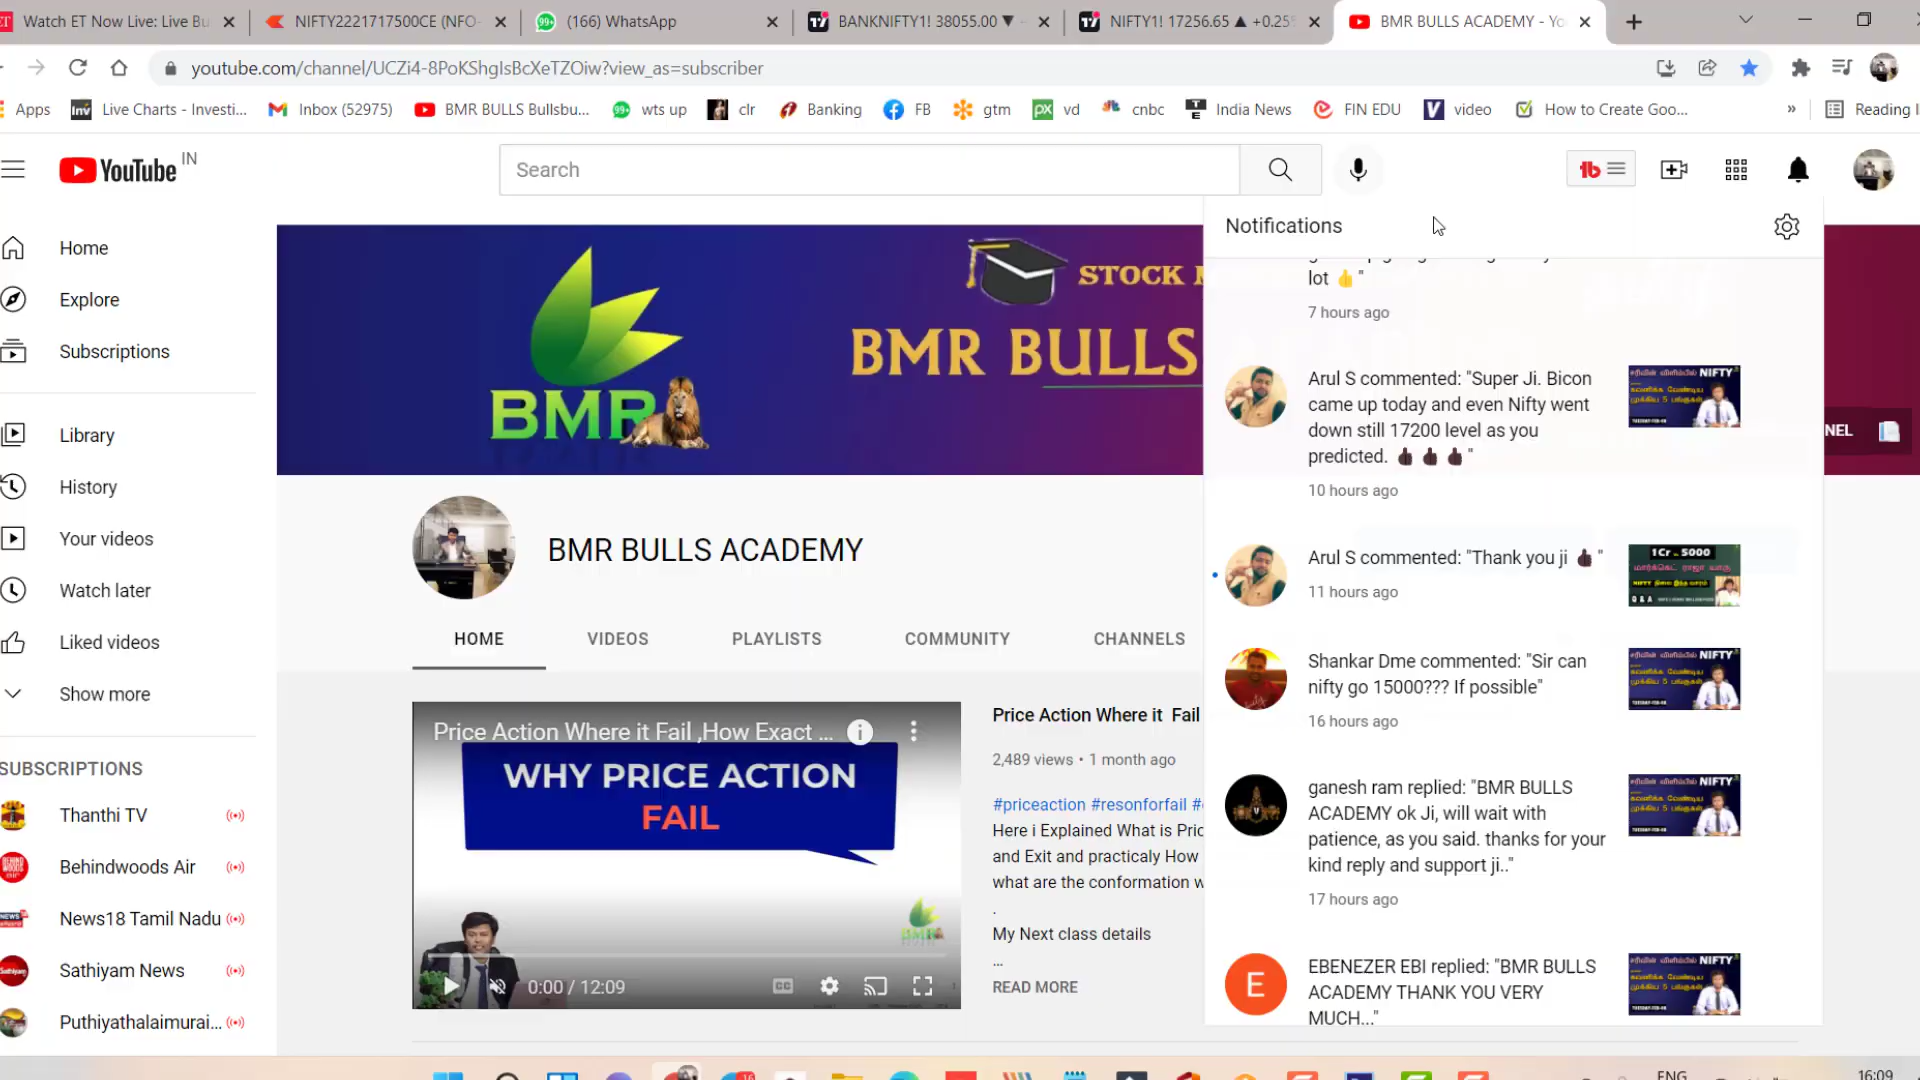 Watch ET Now Live: Live Bu
NIFTY2221717500CE (NFO-
(166) WhatsApp
BANKNIFTY1! 38055.00 ▼
NIFTY1! 17256.65 ▲ +0.25
BMR BULLS ACADEMY - Yo
youtube.com/channel/UCZi4-8PoKShgIsBcXeTZOiw?view_as=subscriber
Apps
Live Charts - Investi...
Inbox (52975)
BMR BULLS Bullsbu...
wts up
clr
Banking
FB
gtm
vd
cnbc
India News
FIN EDU
video
How to Create Goo...
»
Reading
YouTube IN
Search
Home
Explore
Subscriptions
Library
History
Your videos
Watch later
Liked videos
Show more
SUBSCRIPTIONS
Thanthi TV
Behindwoods Air
News18 Tamil Nadu
Sathiyam News
Puthiyathalaimurai...
STOCK
BMR BULLS
BMR
NEL
BMR BULLS ACADEMY
HOME
VIDEOS
PLAYLISTS
COMMUNITY
CHANNELS
Price Action Where it Fail ,How Exact ...
WHY PRICE ACTION
FAIL
BMR
0:00 / 12:09
Price Action Where it Fail
2,489 views • 1 month ago
#priceaction #resonforfail
Here i Explained What is Pric
and Exit and practicaly How
what are the conformation w
.
My Next class details
...
READ MORE
Notifications
lot 👍 "
7 hours ago
Arul S commented: "Super Ji. Bicon
came up today and even Nifty went
down still 17200 level as you
predicted. 👍🏿 👍🏿 👍🏿 "
10 hours ago
Arul S commented: "Thank you ji 👍🏿 "
11 hours ago
1Cr 5000
Q & A
Shankar Dme commented: "Sir can
nifty go 15000??? If possible"
16 hours ago
ganesh ram replied: "BMR BULLS
ACADEMY ok Ji, will wait with
patience, as you said. thanks for your
kind reply and support ji.."
17 hours ago
EBENEZER EBI replied: "BMR BULLS
ACADEMY THANK YOU VERY
MUCH..."
E
சரிவின் விளிம்பில் NIFTY
கவனிக்க வேண்டிய
முக்கிய 5 பங்குகள்
ENG
16:09